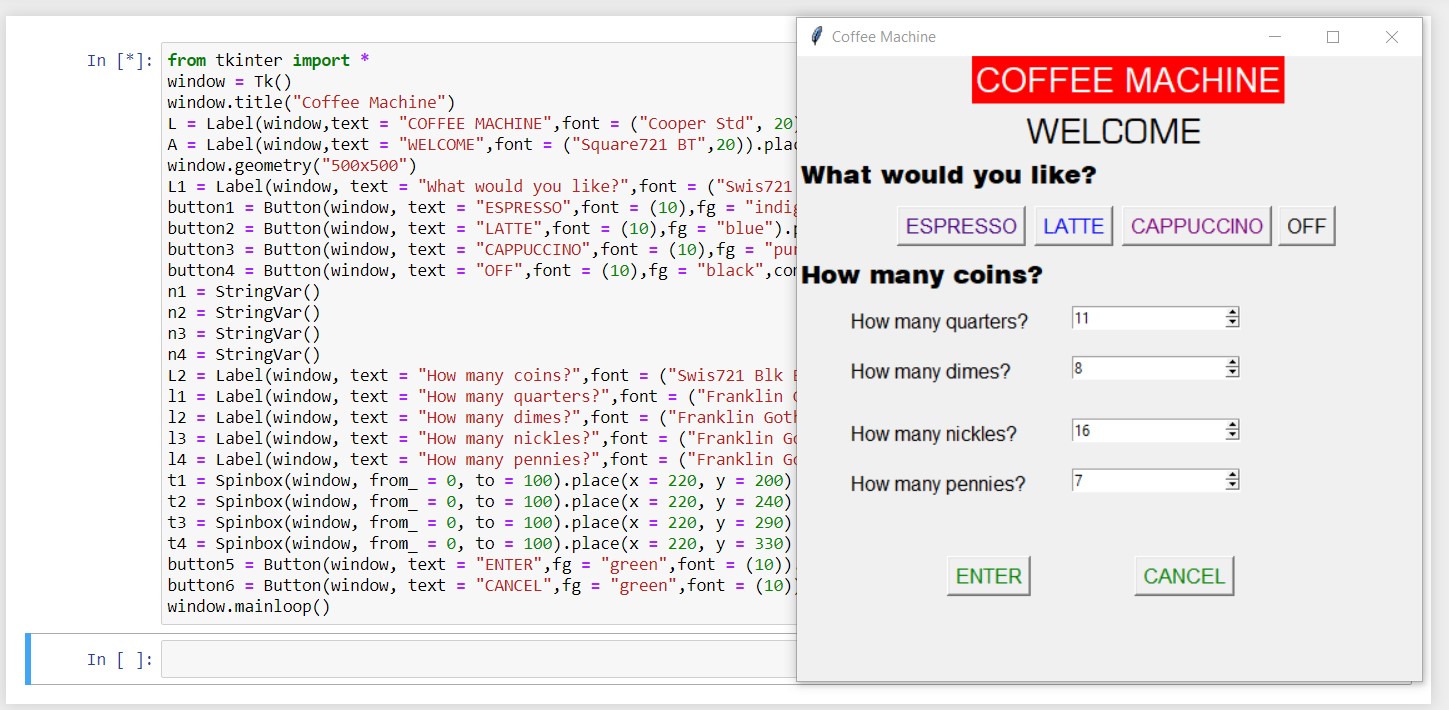 In [*]:
from tkinter import *
window = Tk()
window.title("Coffee Machine")
L = Label(window,text = "COFFEE MACHINE",font = ("Cooper Std", 20)
A = Label(window,text = "WELCOME",font = ("Square721 BT",20)).plac
window.geometry("500x500")
L1 = Label(window, text = "What would you like?",font = ("Swis721
button1 = Button(window, text = "ESPRESSO",font = (10),fg = "indig
button2 = Button(window, text = "LATTE",font = (10),fg = "blue").p
button3 = Button(window, text = "CAPPUCCINO",font = (10),fg = "pur
button4 = Button(window, text = "OFF",font = (10),fg = "black",con
n1 = StringVar()
n2 = StringVar()
n3 = StringVar()
n4 = StringVar()
L2 = Label(window, text = "How many coins?",font = ("Swis721 Blk
l1 = Label(window, text = "How many quarters?",font = ("Franklin
l2 = Label(window, text = "How many dimes?",font = ("Franklin Goth
l3 = Label(window, text = "How many nickles?",font = ("Franklin Go
l4 = Label(window, text = "How many pennies?",font = ("Franklin Go
t1 = Spinbox(window, from_ = 0, to = 100).place(x = 220, y = 200)
t2 = Spinbox(window, from_ = 0, to = 100).place(x = 220, y = 240)
t3 = Spinbox(window, from_ = 0, to = 100).place(x = 220, y = 290)
t4 = Spinbox(window, from_ = 0, to = 100).place(x = 220, y = 330)
button5 = Button(window, text = "ENTER",fg = "green",font = (10)).
button6 = Button(window, text = "CANCEL",fg = "green",font = (10))
window.mainloop()
In [ ]:
Coffee Machine
COFFEE MACHINE
WELCOME
What would you like?
ESPRESSO LATTE CAPPUCCINO OFF
How many coins?
How many quarters? 11
How many dimes? 8
How many nickles? 16
How many pennies? 7
ENTER CANCEL